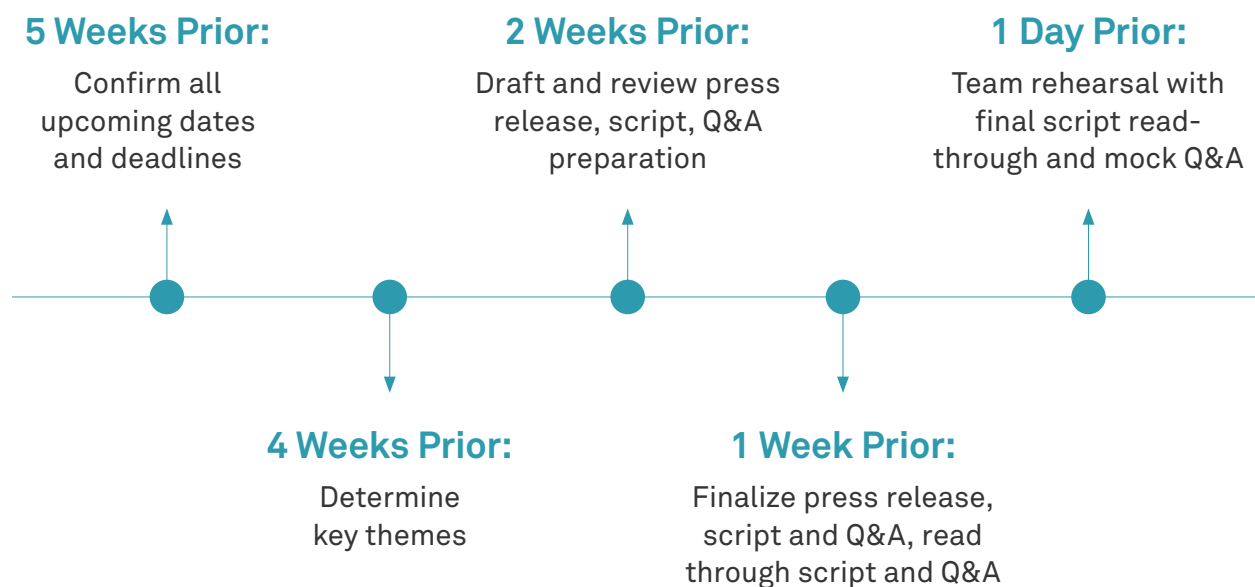 5 Weeks Prior:
Confirm all
upcoming dates
and deadlines
4 Weeks Prior:
Determine
key themes
2 Weeks Prior:
Draft and review press
release, script, Q&A
preparation
1 Week Prior:
Finalize press release,
script and Q&A, read
through script and Q&A
1 Day Prior:
Team rehearsal with
final script read-
through and mock Q&A